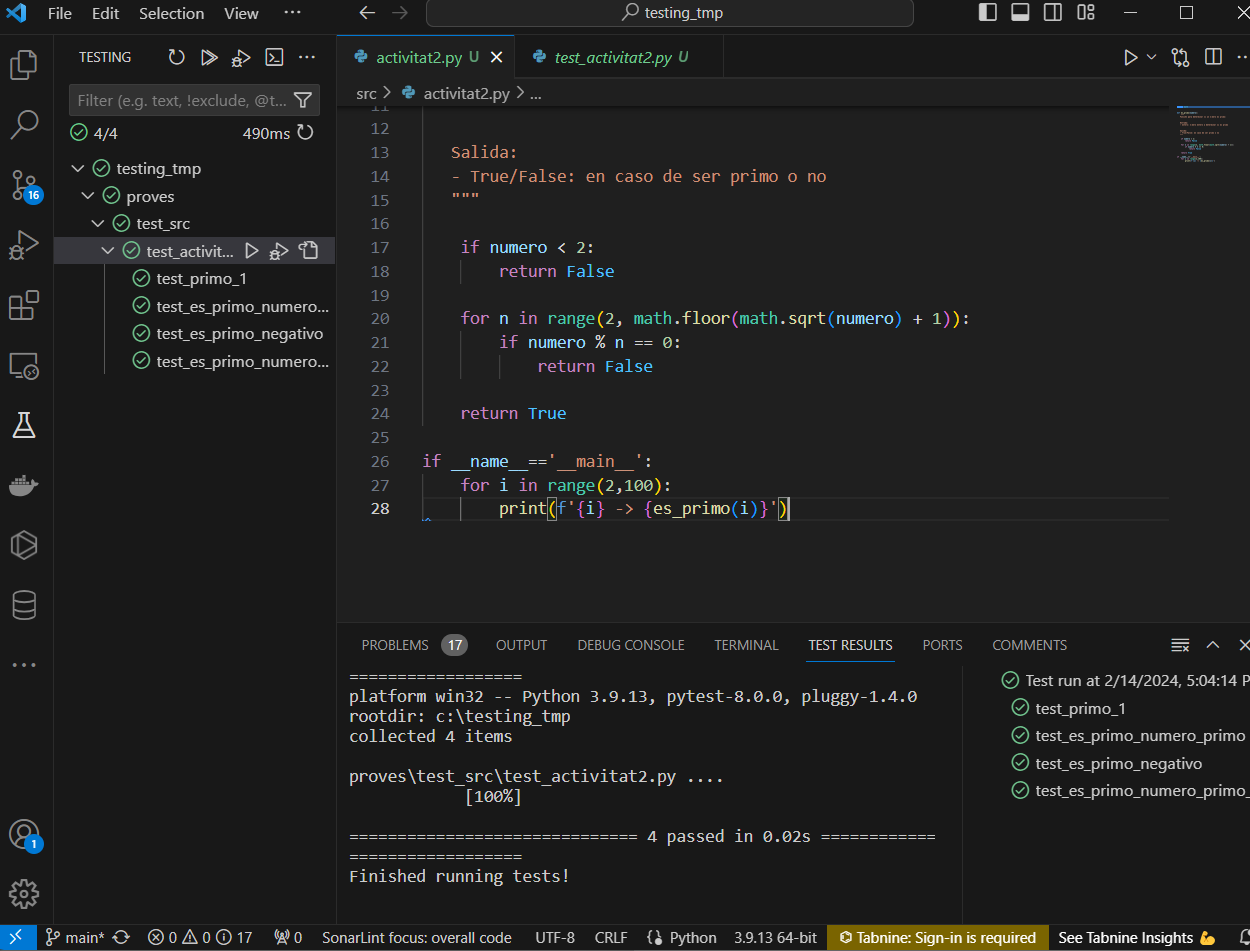 File Edit Selection View ··· testing_tmp
TESTING
activitat2.py U
test_activitat2.py U
Filter (e.g. text, !exclude, @t...
src > activitat2.py > ...
4/4 490ms
testing_tmp
proves
test_src
test_activit...
test_primo_1
test_es_primo_numero...
test_es_primo_negativo
test_es_primo_numero...
16
11
12
13 Salida:
14 - True/False: en caso de ser primo o no
15 """
16
17 if numero < 2:
18 return False
19
20 for n in range(2, math.floor(math.sqrt(numero) + 1)):
21 if numero % n == 0:
22 return False
23
24 return True
25
26 if __name__=='__main__':
27 for i in range(2,100):
28 print(f'{i} -> {es_primo(i)}')
PROBLEMS 17 OUTPUT DEBUG CONSOLE TERMINAL TEST RESULTS PORTS COMMENTS
==================
platform win32 -- Python 3.9.13, pytest-8.0.0, pluggy-1.4.0
rootdir: c:\testing_tmp
collected 4 items
proves\test_src\test_activitat2.py ....
[100%]
============================== 4 passed in 0.02s ============
==================
Finished running tests!
Test run at 2/14/2024, 5:04:14 P
test_primo_1
test_es_primo_numero_primo
test_es_primo_negativo
test_es_primo_numero_primo_
1
main* 0 0 17 0 SonarLint focus: overall code UTF-8 CRLF Python 3.9.13 64-bit Tabnine: Sign-in is required See Tabnine Insights 💪